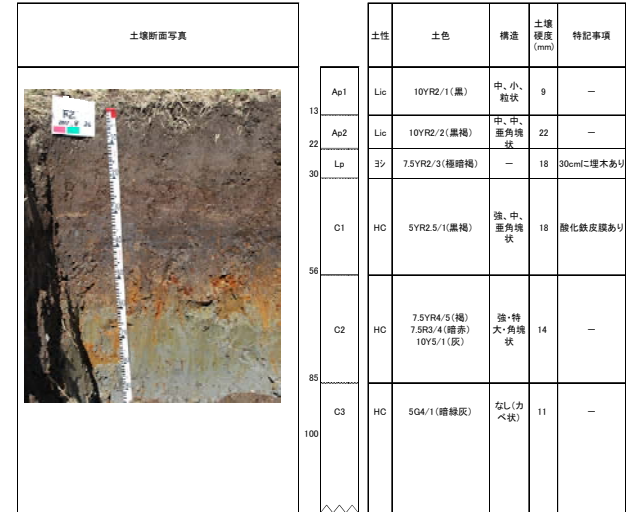 土壌断面写真
土性
土色
構造
土壌
硬度
(mm)
特記事項
Ap1
Lic
10YR2/1(黒)
中、小、
粒状
9
－
13
Ap2
Lic
10YR2/2(黒褐)
中、中、
亜角塊
状
22
－
22
Lp
ヨシ
7.5YR2/3(極暗褐)
－
18
30cmに埋木あり
30
C1
HC
5YR2.5/1(黒褐)
強、中、
亜角塊
状
18
酸化鉄皮膜あり
56
C2
HC
7.5YR4/5(褐)
7.5R3/4(暗赤)
10Y5/1(灰)
強・特
大・角塊
状
14
－
85
C3
HC
5G4/1(暗緑灰)
なし(カ
ベ状)
11
－
100